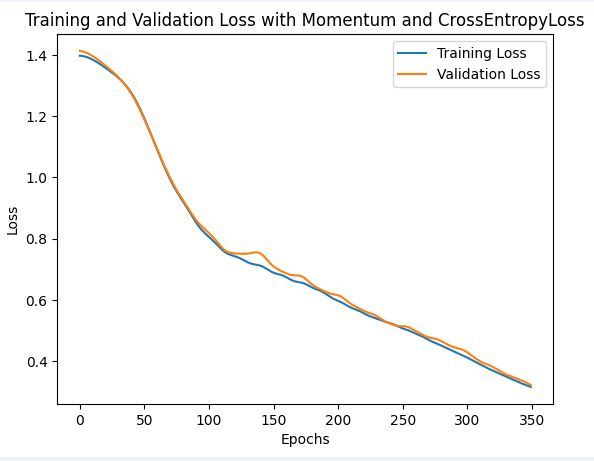 Training and Validation Loss with Momentum and CrossEntropyLoss
Training Loss
Validation Loss
1.4
1.2
1.0
0.8
0.6
0.4
Loss
0
50
100
150
200
250
300
350
Epochs